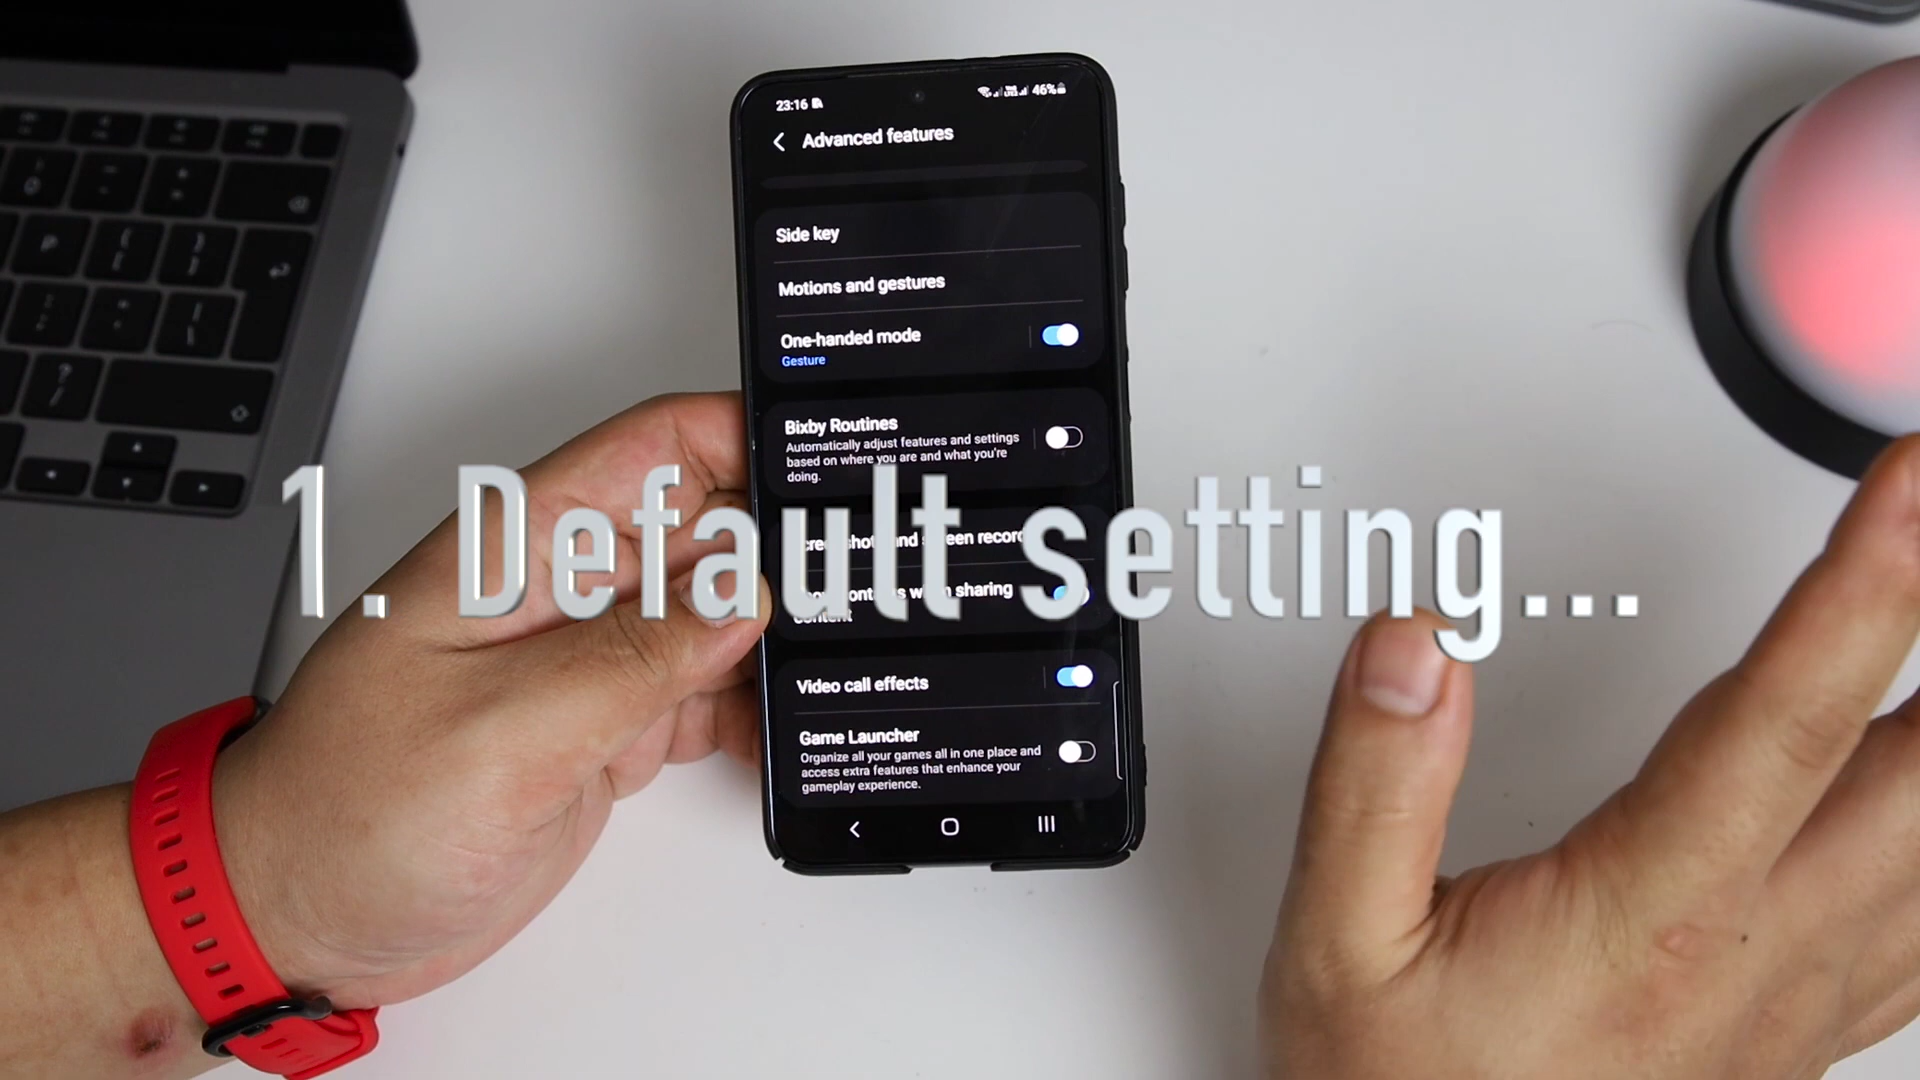 23:16
46%
Advanced features
Side key
Motions and gestures
One-handed mode
Gesture
Bixby Routines
Automatically adjust features and settings
based on where you are and what you're
doing.
1. Default setting...
sharing
content
Video call effects
Game Launcher
Organize all your games all in one place and
access extra features that enhance your
gameplay experience.